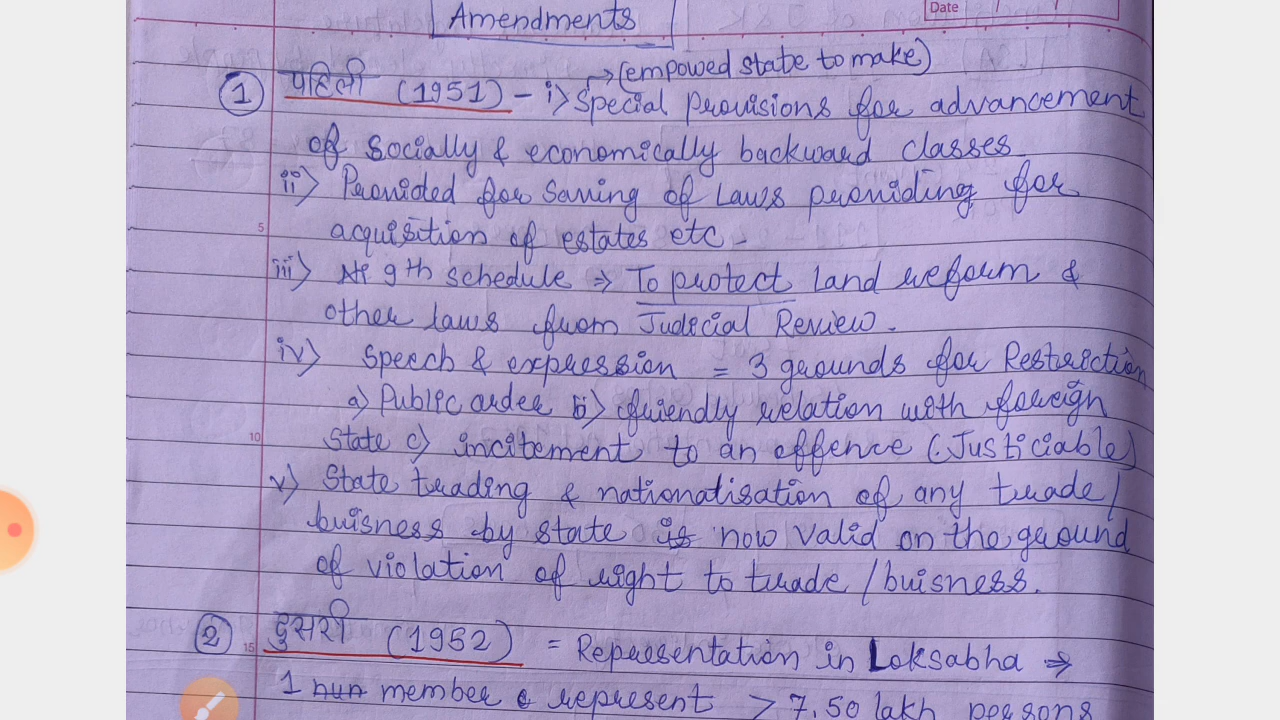 Amendments
Date / /
→(empowed state to make)
① पहिली (1951) - i> Special provisions for advancement
of socially & economically backward classes
ii> Provided for saving of Laws providing for
acquisition of estates etc -
iii> 9th schedule ⇒ To protect land reform &
other laws from Judicial Review.
iv> Speech & expression = 3 grounds for Restriction
a) Public order b) friendly relation with foreign
State c) incitement to an offence (Justiciable)
v> State trading & nationalisation of any trade/
buisness by state is now valid on the ground
of violation of right to trade / buisness.
② दुसरी (1952) = Representation in Loksabha ⇒
1 member represent > 7.50 lakh persons
5
10
15